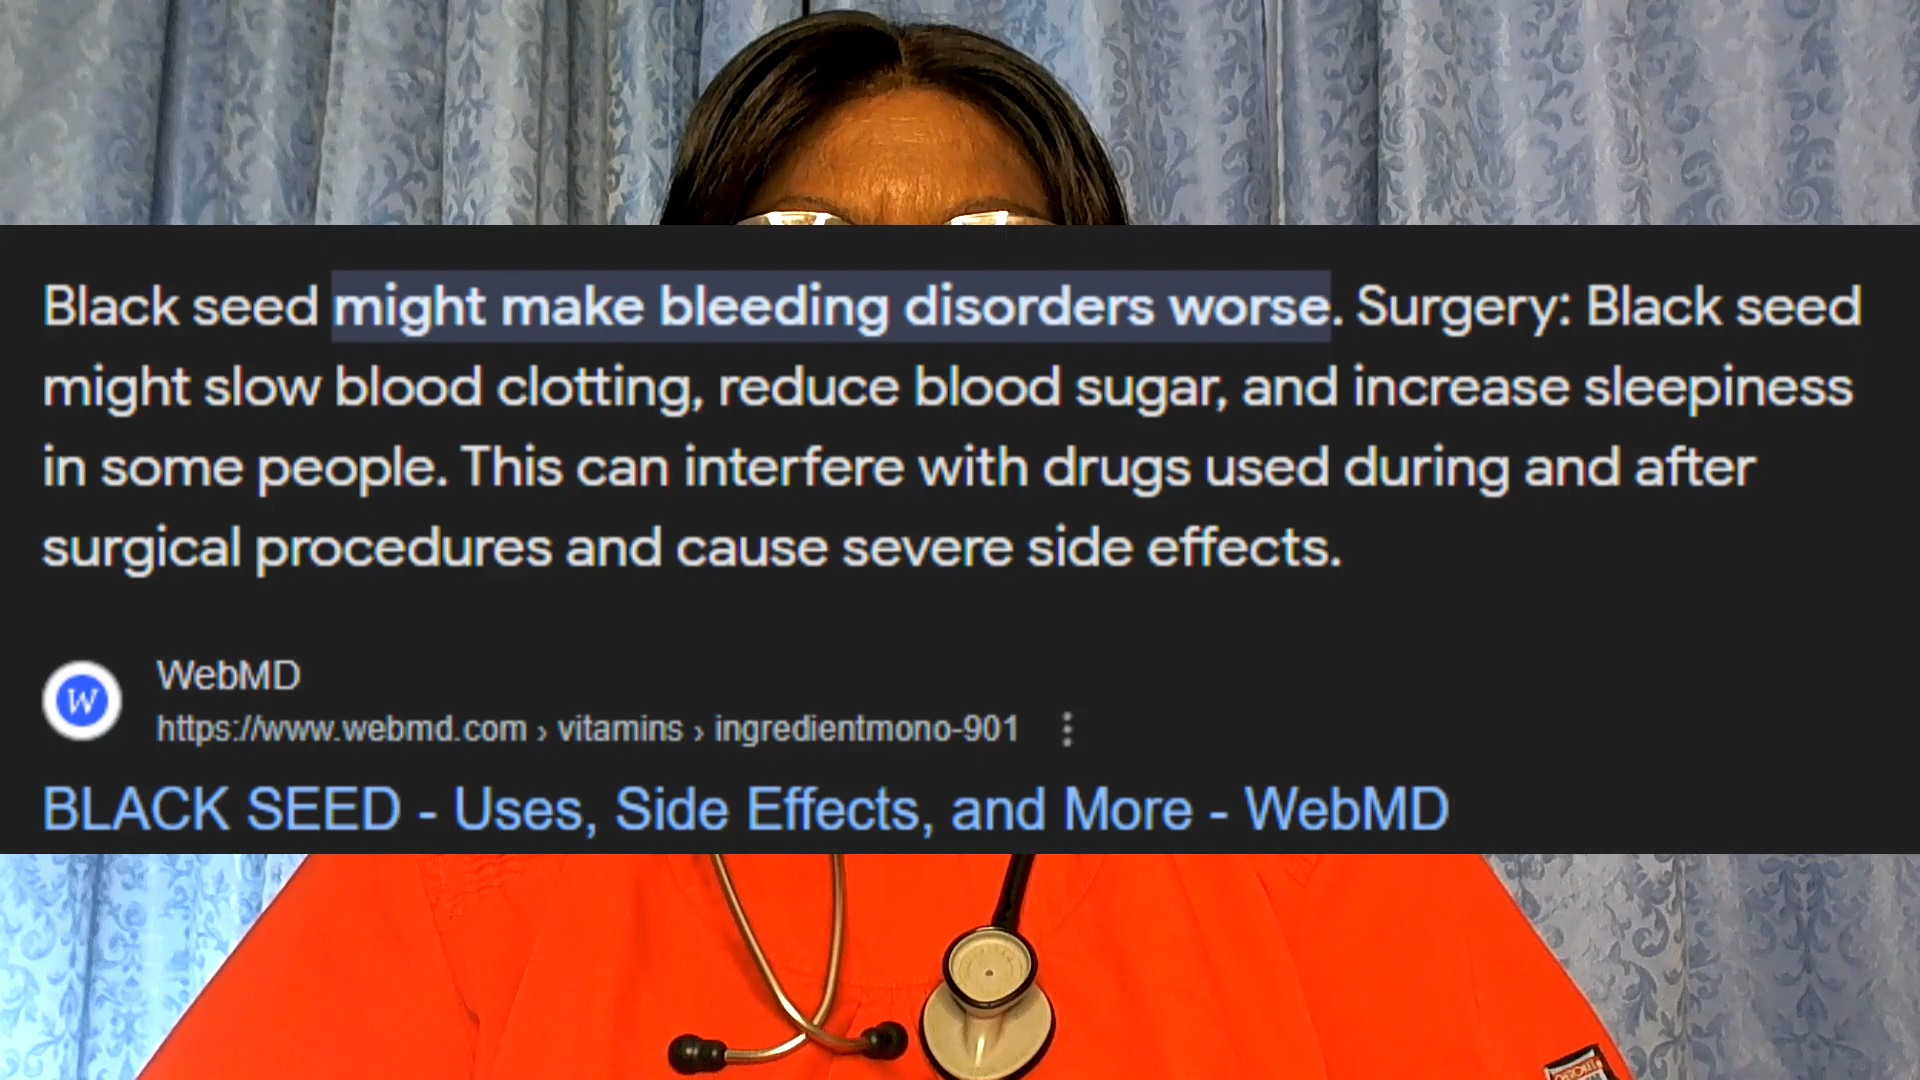 Black seed might make bleeding disorders worse. Surgery: Black seed
might slow blood clotting, reduce blood sugar, and increase sleepiness
in some people. This can interfere with drugs used during and after
surgical procedures and cause severe side effects.
W
WebMD
https://www.webmd.com › vitamins › ingredientmono-901
BLACK SEED - Uses, Side Effects, and More - WebMD